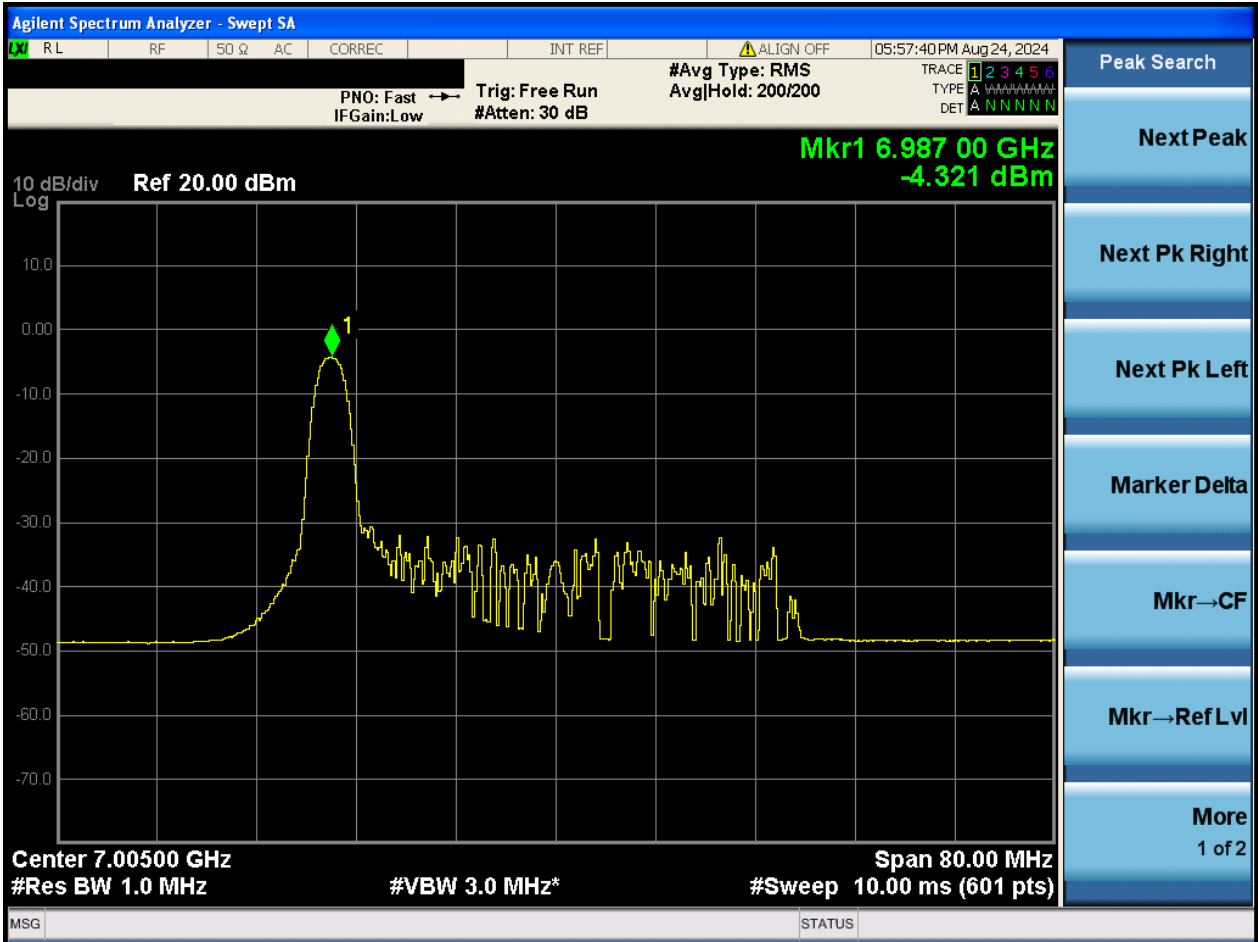 Agilent Spectrum Analyzer - Swept SA
LXI RL RF 50 Ω AC CORREC INT REF ALIGN OFF 05:57:40 PM Aug 24, 2024
PNO: Fast
IFGain:Low
Trig: Free Run
#Atten: 30 dB
#Avg Type: RMS
Avg|Hold: 200/200
TRACE 1 2 3 4 5 6
TYPE A WWWWWW
DET A N N N N N
Mkr1 6.987 00 GHz
-4.321 dBm
10 dB/div Ref 20.00 dBm
Log
10.0
0.00
-10.0
-20.0
-30.0
-40.0
-50.0
-60.0
-70.0
1
Center 7.00500 GHz Span 80.00 MHz
#Res BW 1.0 MHz #VBW 3.0 MHz* #Sweep 10.00 ms (601 pts)
MSG STATUS
Peak Search
Next Peak
Next Pk Right
Next Pk Left
Marker Delta
Mkr→CF
Mkr→Ref Lvl
More
1 of 2